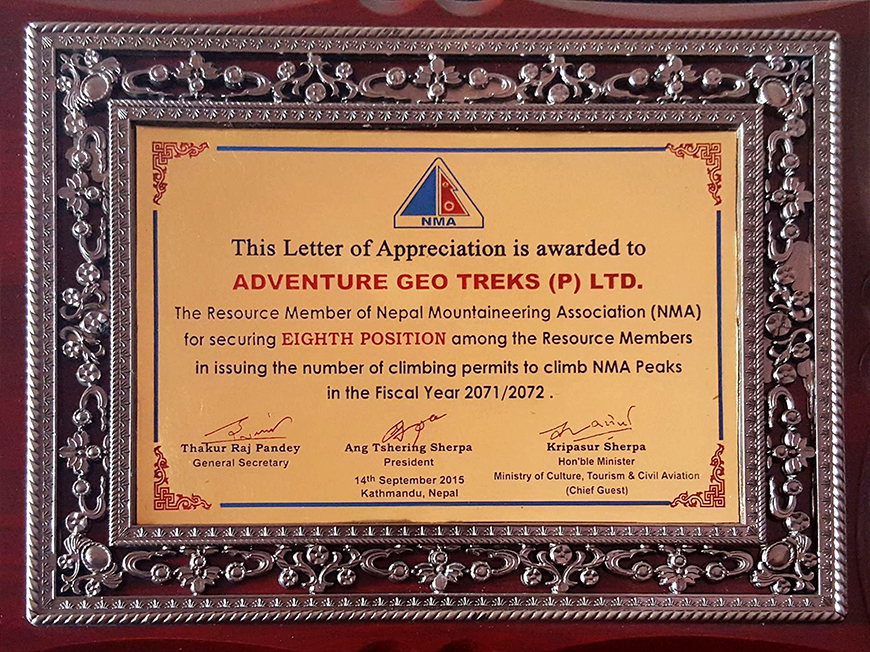 NMA
This Letter of Appreciation is awarded to
ADVENTURE GEO TREKS (P) LTD.
The Resource Member of Nepal Mountaineering Association (NMA)
for securing EIGHTH POSITION among the Resource Members
in issuing the number of climbing permits to climb NMA Peaks
in the Fiscal Year 2071/2072 .
Thakur Raj Pandey
General Secretary
Ang Tshering Sherpa
President
14th September 2015
Kathmandu, Nepal
Kripasur Sherpa
Hon'ble Minister
Ministry of Culture, Tourism & Civil Aviation
(Chief Guest)